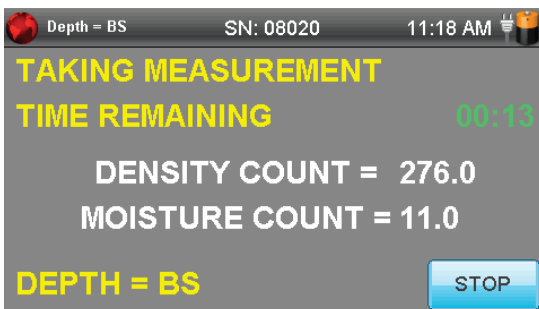 Depth = BS SN: 08020 11:18 AM
TAKING MEASUREMENT
TIME REMAINING 00:13
DENSITY COUNT = 276.0
MOISTURE COUNT = 11.0
DEPTH = BS STOP